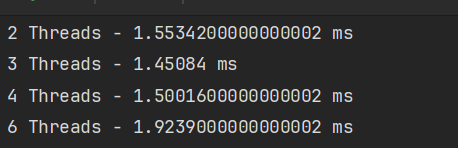 2 Threads - 1.5534200000000002 ms
3 Threads - 1.45084 ms
4 Threads - 1.5001600000000002 ms
6 Threads - 1.9239000000000002 ms